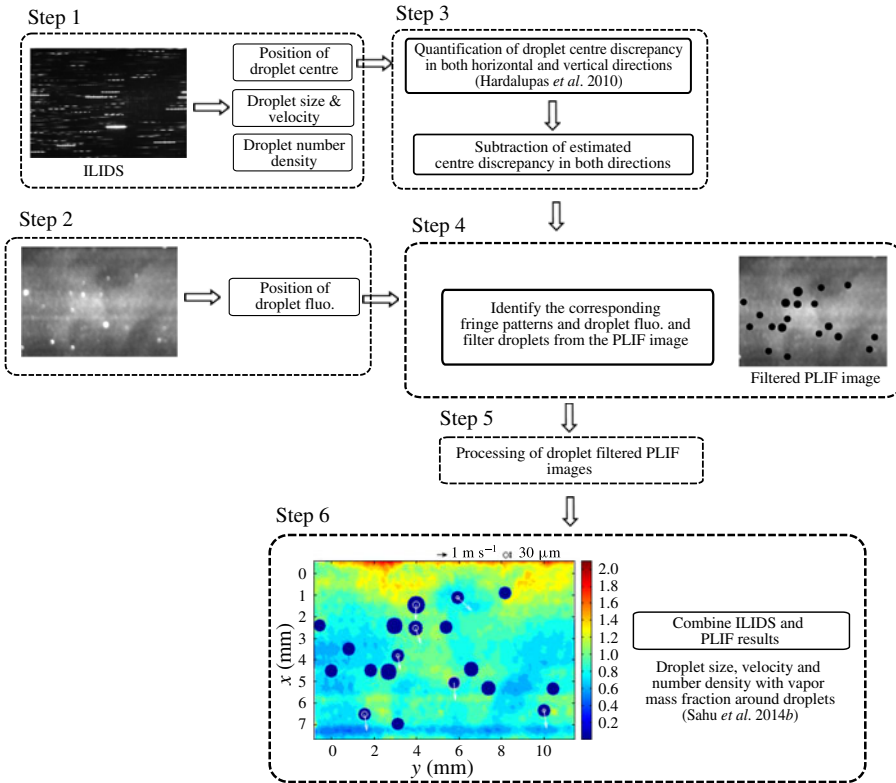 Step 1
ILIDS
Position of
droplet centre
Droplet size &
velocity
Droplet number
density
Step 3
Quantification of droplet centre discrepancy
in both horizontal and vertical directions
(Hardalupas et al. 2010)
Subtraction of estimated
centre discrepancy in both directions
Step 2
Position of
droplet fluo.
Step 4
Identify the corresponding
fringe patterns and droplet fluo. and
filter droplets from the PLIF image
Filtered PLIF image
Step 5
Processing of droplet filtered PLIF
images
Step 6
1 m s⁻¹ 30 μm
0
1
2
3
4
5
6
7
x (mm)
0 2 4 6 8 10
y (mm)
2.0
1.8
1.6
1.4
1.2
1.0
0.8
0.6
0.4
0.2
Combine ILIDS and
PLIF results
Droplet size, velocity and
number density with vapor
mass fraction around droplets
(Sahu et al. 2014b)